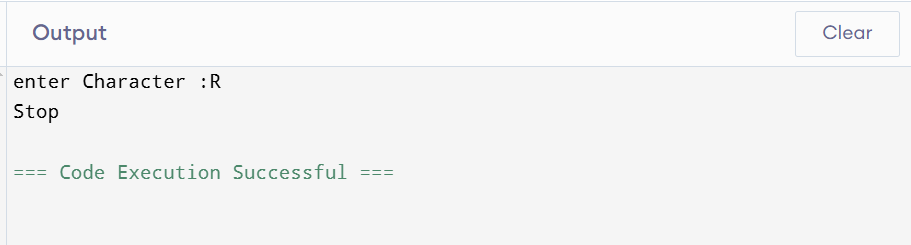 Output
Clear
enter Character :R
Stop
=== Code Execution Successful ===